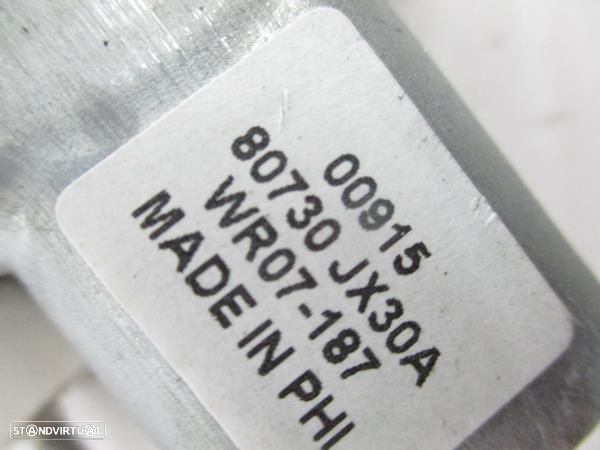 00915
80730 JX30A
WR07-187
MADE IN PHI
STANDVIRTUAL